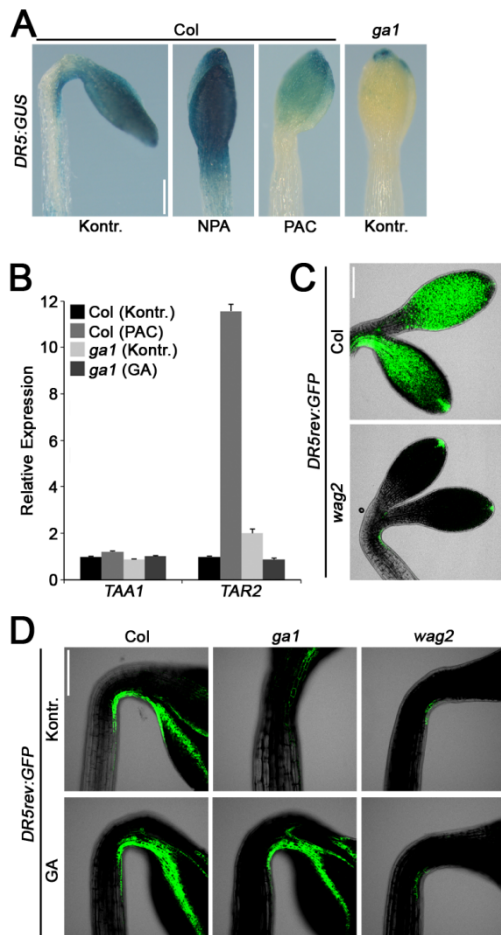 A
Col
ga1
DR5:GUS
Kontr.
NPA
PAC
Kontr.
B
Relative Expression
12
10
8
6
4
2
0
Col (Kontr.)
Col (PAC)
ga1 (Kontr.)
ga1 (GA)
TAA1
TAR2
C
DR5rev:GFP
Col
wag2
D
Col
ga1
wag2
DR5rev:GFP
Kontr.
GA